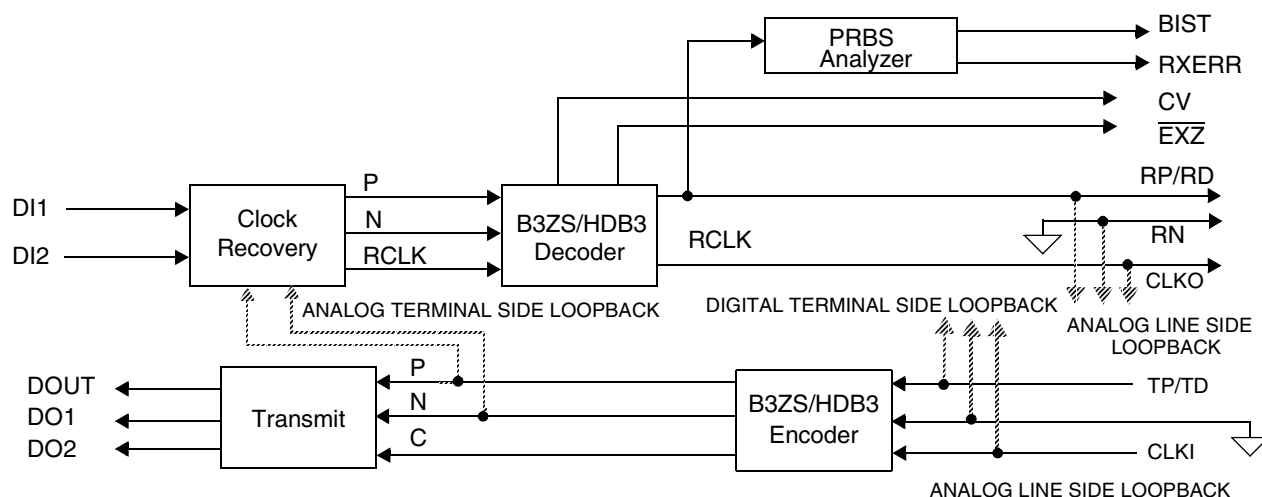 BIST
PRBS
Analyzer
RXERR
CV
EXZ
RP/RD
P
DI1
Clock
Recovery
N
B3ZS/HDB3
Decoder
RCLK
RN
DI2
RCLK
CLKO
ANALOG TERMINAL SIDE LOOPBACK
DIGITAL TERMINAL SIDE LOOPBACK
ANALOG LINE SIDE
LOOPBACK
DOUT
P
TP/TD
DO1
Transmit
N
B3ZS/HDB3
Encoder
DO2
C
CLKI
ANALOG LINE SIDE LOOPBACK